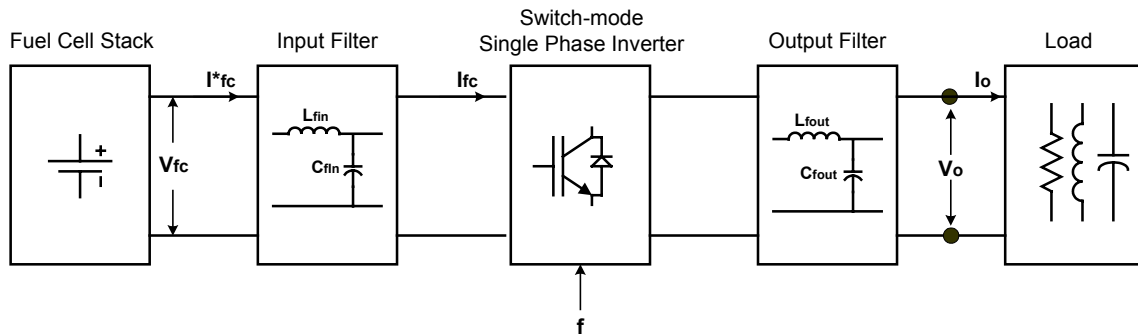 Fuel Cell Stack
Input Filter
Switch-mode
Single Phase Inverter
Output Filter
Load
I*fc
Ifc
Io
Lfin
Cfin
Vfc
+
Lfout
Cfout
Vo
f